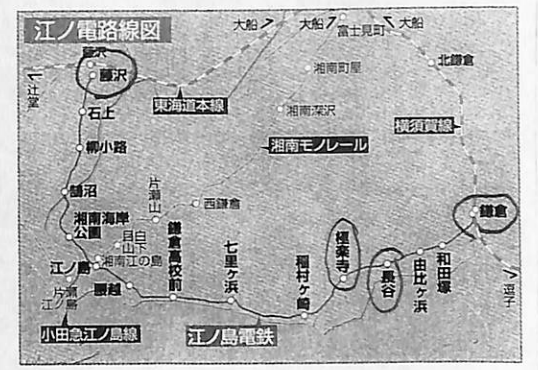 江ノ電路線図
大船
大船
大船
富士見町
藤沢
藤沢
辻堂
東海道本線
湘南町屋
北鎌倉
石上
湘南深沢
横須賀線
柳小路
湘南モノレール
片瀬山
西鎌倉
鵠沼
鎌倉
湘南海岸公園
目白山下
湘南江の島
江ノ島
鎌倉高校前
七里ヶ浜
稲村ヶ崎
極楽寺
長谷
由比ヶ浜
和田塚
逗子
片瀬江ノ島
腰越
小田急江ノ島線
江ノ島電鉄